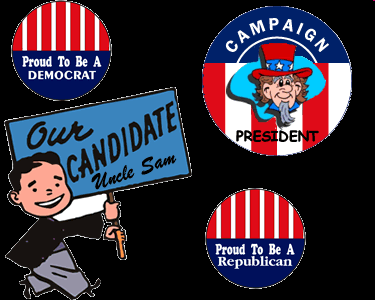 Proud To Be A
DEMOCRAT
CAMPAIGN
PRESIDENT
Our
CANDIDATE
Uncle Sam
Proud To Be A
Republican